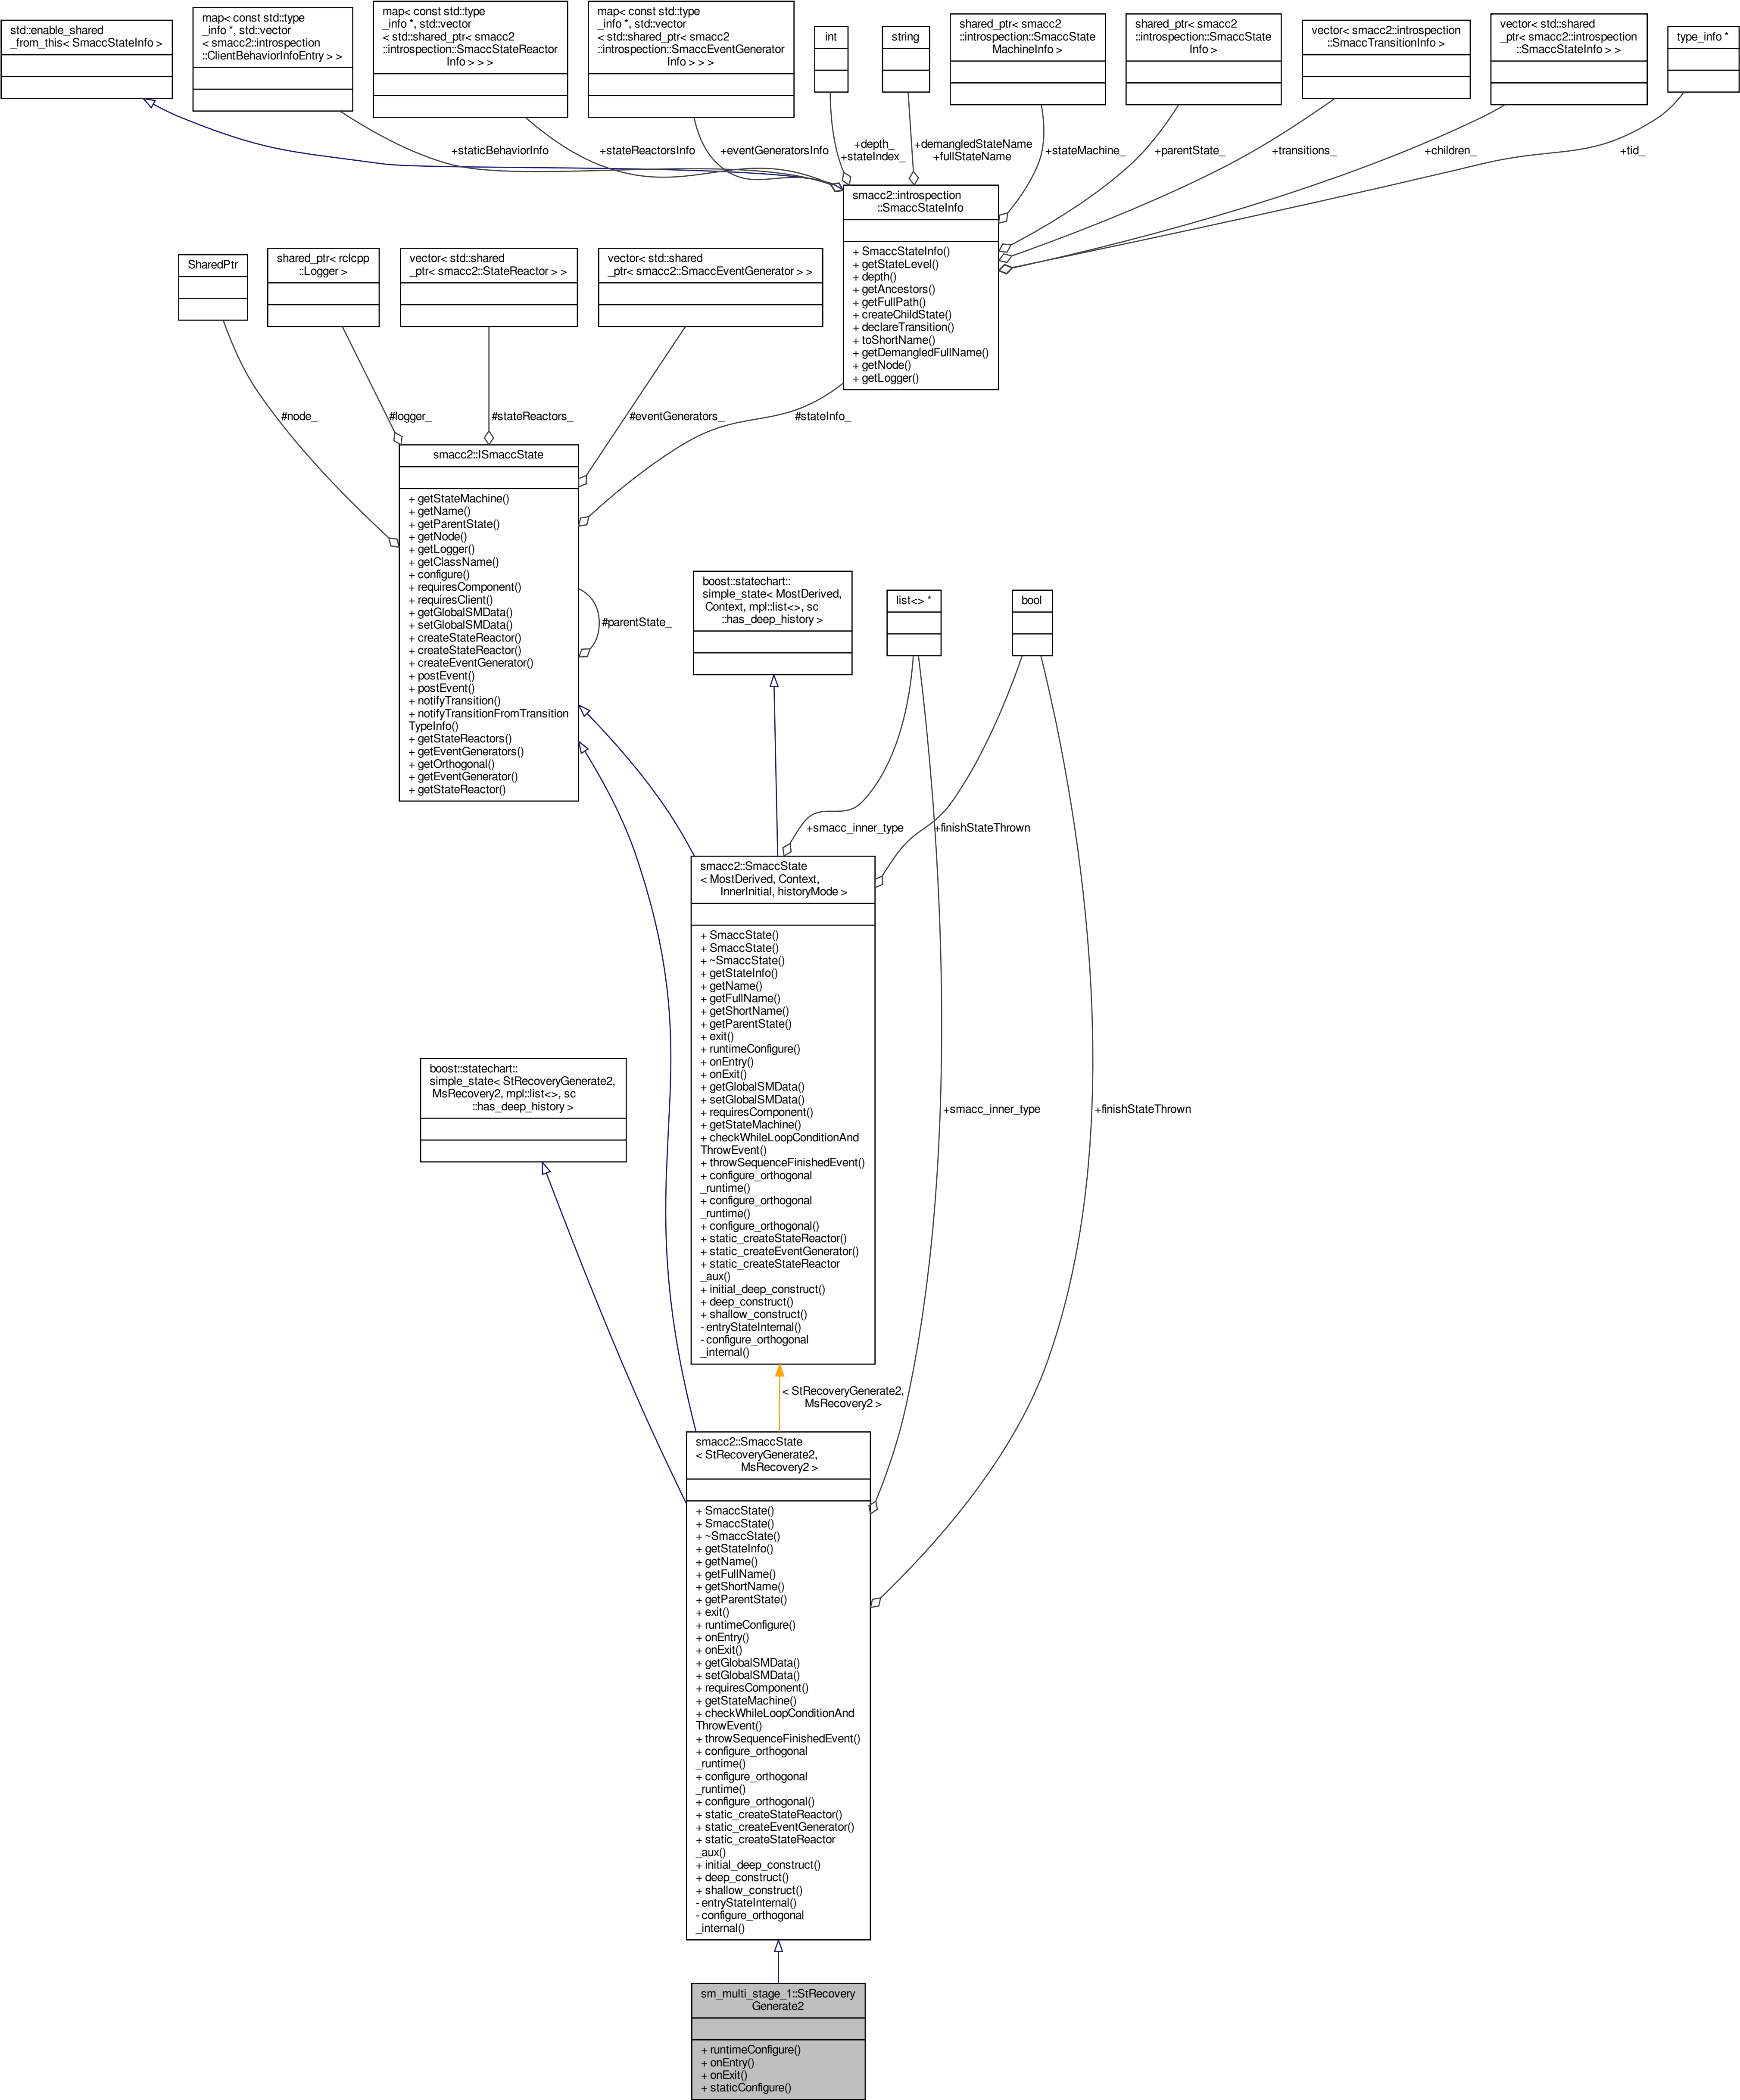 std::enable_shared
_from_this< SmaccStateInfo >
map< const std::type
_info *, std::vector
< smacc2::introspection
::ClientBehaviorInfoEntry > >
map< const std::type
_info *, std::vector
< std::shared_ptr< smacc2
::introspection::SmaccStateReactor
Info > > >
map< const std::type
_info *, std::vector
< std::shared_ptr< smacc2
::introspection::SmaccEventGenerator
Info > > >
int
string
shared_ptr< smacc2
::introspection::SmaccState
MachineInfo >
shared_ptr< smacc2
::introspection::SmaccState
Info >
vector< smacc2::introspection
::SmaccTransitionInfo >
vector< std::shared
_ptr< smacc2::introspection
::SmaccStateInfo > >
type_info *
+staticBehaviorInfo
+stateReactorsInfo
+eventGeneratorsInfo
+depth_
+stateIndex_
+demangledStateName
+fullStateName
+stateMachine_
+parentState_
+transitions_
+children_
+tid_
smacc2::introspection
::SmaccStateInfo
+ SmaccStateInfo()
+ getStateLevel()
+ depth()
+ getAncestors()
+ getFullPath()
+ createChildState()
+ declareTransition()
+ toShortName()
+ getDemangledFullName()
+ getNode()
+ getLogger()
SharedPtr
shared_ptr< rclcpp
::Logger >
vector< std::shared
_ptr< smacc2::StateReactor > >
vector< std::shared
_ptr< smacc2::SmaccEventGenerator > >
#node_
#logger_
#stateReactors_
#eventGenerators_
#stateInfo_
smacc2::ISmaccState
+ getStateMachine()
+ getName()
+ getParentState()
+ getNode()
+ getLogger()
+ getClassName()
+ configure()
+ requiresComponent()
+ requiresClient()
+ getGlobalSMData()
+ setGlobalSMData()
+ createStateReactor()
+ createStateReactor()
+ createEventGenerator()
+ postEvent()
+ postEvent()
+ notifyTransition()
+ notifyTransitionFromTransition
TypeInfo()
+ getStateReactors()
+ getEventGenerators()
+ getOrthogonal()
+ getEventGenerator()
+ getStateReactor()
#parentState_
boost::statechart::
simple_state< MostDerived,
Context, mpl::list<>, sc
::has_deep_history >
list<> *
bool
+smacc_inner_type
+finishStateThrown
smacc2::SmaccState
< MostDerived, Context,
InnerInitial, historyMode >
+ SmaccState()
+ SmaccState()
+ ~SmaccState()
+ getStateInfo()
+ getName()
+ getFullName()
+ getShortName()
+ getParentState()
+ exit()
+ runtimeConfigure()
+ onEntry()
+ onExit()
+ getGlobalSMData()
+ setGlobalSMData()
+ requiresComponent()
+ getStateMachine()
+ checkWhileLoopConditionAnd
ThrowEvent()
+ throwSequenceFinishedEvent()
+ configure_orthogonal
_runtime()
+ configure_orthogonal
_runtime()
+ configure_orthogonal()
+ static_createStateReactor()
+ static_createEventGenerator()
+ static_createStateReactor
_aux()
+ initial_deep_construct()
+ deep_construct()
+ shallow_construct()
- entryStateInternal()
- configure_orthogonal
_internal()
boost::statechart::
simple_state< StRecoveryGenerate2,
MsRecovery2, mpl::list<>, sc
::has_deep_history >
+smacc_inner_type
+finishStateThrown
< StRecoveryGenerate2,
MsRecovery2 >
smacc2::SmaccState
< StRecoveryGenerate2,
MsRecovery2 >
+ SmaccState()
+ SmaccState()
+ ~SmaccState()
+ getStateInfo()
+ getName()
+ getFullName()
+ getShortName()
+ getParentState()
+ exit()
+ runtimeConfigure()
+ onEntry()
+ onExit()
+ getGlobalSMData()
+ setGlobalSMData()
+ requiresComponent()
+ getStateMachine()
+ checkWhileLoopConditionAnd
ThrowEvent()
+ throwSequenceFinishedEvent()
+ configure_orthogonal
_runtime()
+ configure_orthogonal
_runtime()
+ configure_orthogonal()
+ static_createStateReactor()
+ static_createEventGenerator()
+ static_createStateReactor
_aux()
+ initial_deep_construct()
+ deep_construct()
+ shallow_construct()
- entryStateInternal()
- configure_orthogonal
_internal()
sm_multi_stage_1::StRecovery
Generate2
+ runtimeConfigure()
+ onEntry()
+ onExit()
+ staticConfigure()